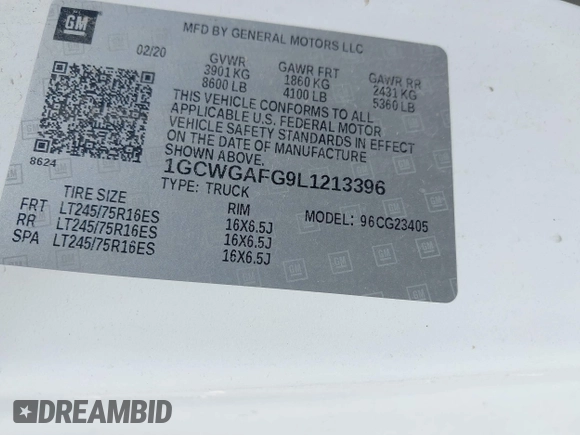 GM
MFD BY GENERAL MOTORS LLC
02/20 GVWR GAWR FRT GAWR RR
3901 KG 1860 KG 2431 KG
8600 LB 4100 LB 5360 LB
THIS VEHICLE CONFORMS TO ALL
APPLICABLE U.S. FEDERAL MOTOR
VEHICLE SAFETY STANDARDS IN EFFECT
ON THE DATE OF MANUFACTURE
SHOWN ABOVE.
8624
1GCWGAFG9L1213396
TYPE: TRUCK
TIRE SIZE RIM MODEL: 96CG23405
FRT LT245/75R16ES 16X6.5J
RR LT245/75R16ES 16X6.5J
SPA LT245/75R16ES 16X6.5J
DREAMBID